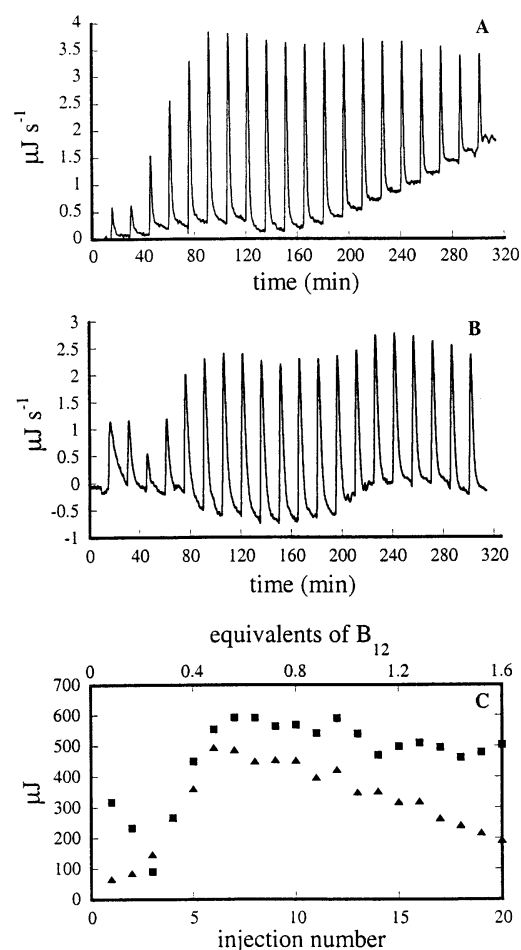 A
4
3.5
3
2.5
2
1.5
1
0.5
0
μJ s⁻¹
0 40 80 120 160 200 240 280 320
time (min)
B
3
2.5
2
1.5
1
0.5
0
-0.5
-1
μJ s⁻¹
0 40 80 120 160 200 240 280 320
time (min)
equivalents of B₁₂
0 0.4 0.8 1.2 1.6
C
700
600
500
400
300
200
100
0
μJ
0 5 10 15 20
injection number